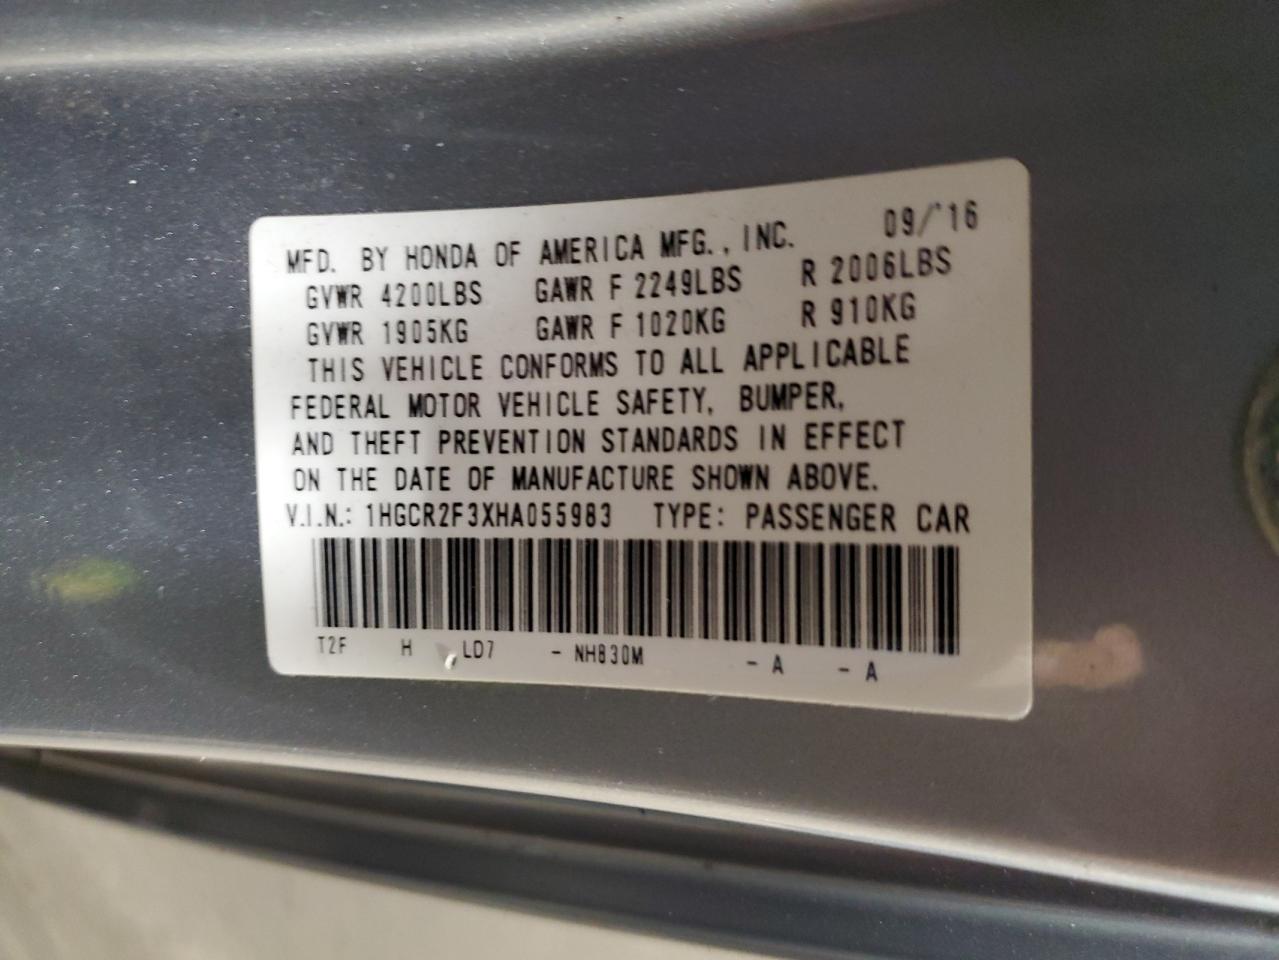 MFD. BY HONDA OF AMERICA MFG., INC. 09/'16
GVWR 4200LBS GAWR F 2249LBS R 2006LBS
GVWR 1905KG GAWR F 1020KG R 910KG
THIS VEHICLE CONFORMS TO ALL APPLICABLE
FEDERAL MOTOR VEHICLE SAFETY, BUMPER,
AND THEFT PREVENTION STANDARDS IN EFFECT
ON THE DATE OF MANUFACTURE SHOWN ABOVE.
V.I.N.: 1HGCR2F3XHA055983 TYPE: PASSENGER CAR
T2F H LD7 - NH830M - A - A